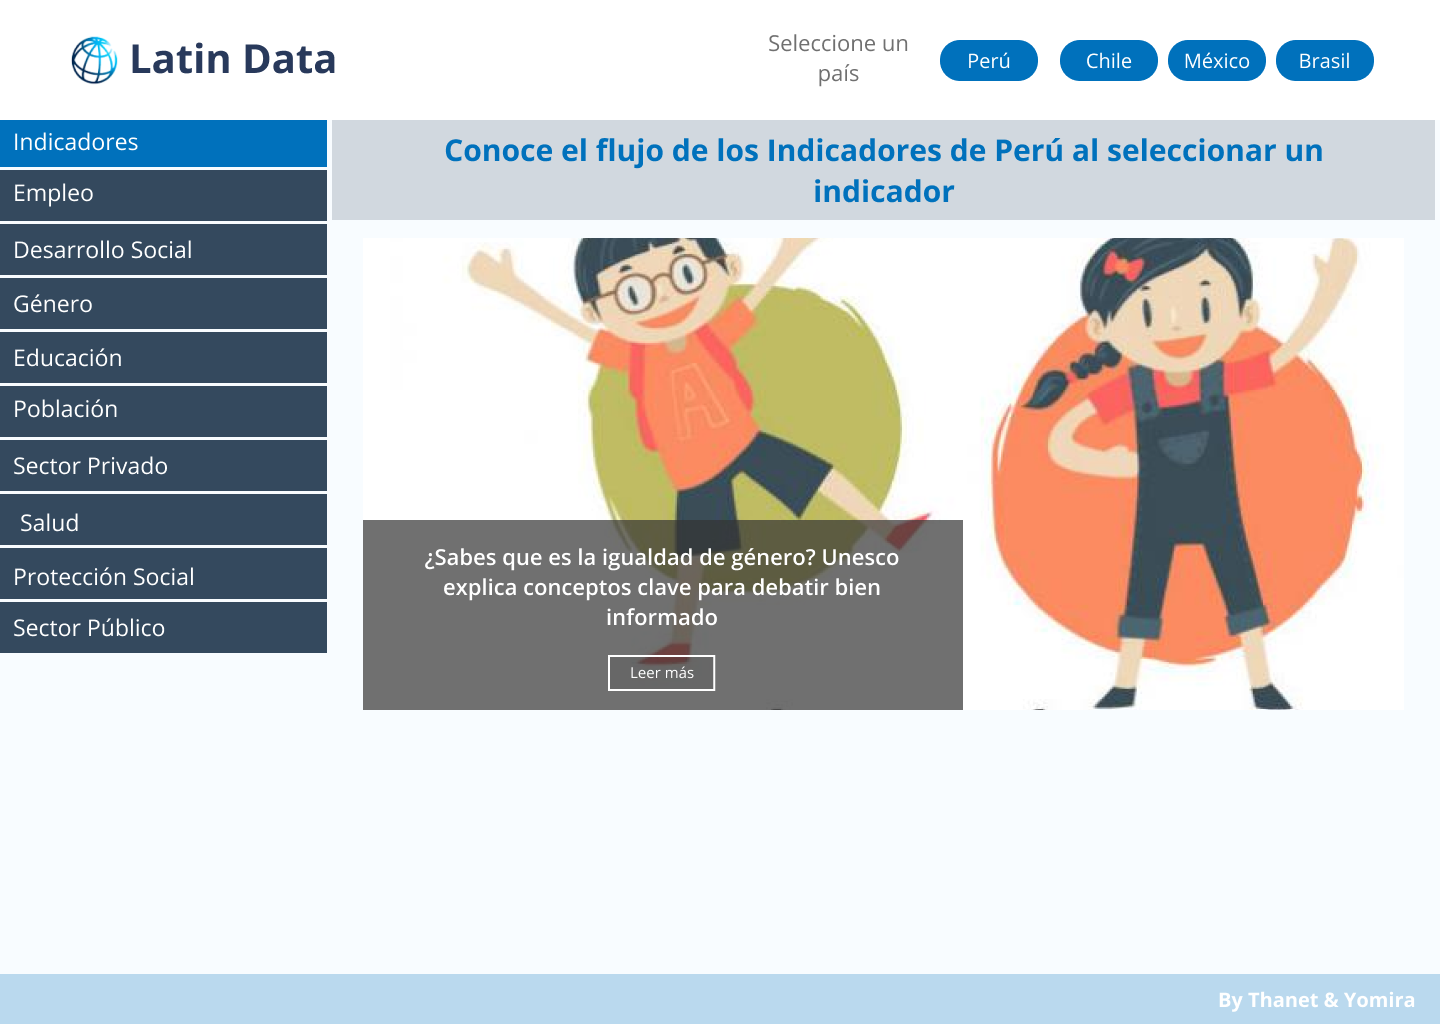 Latin Data
Seleccione un
país
Perú
Chile
México
Brasil
Indicadores
Empleo
Desarrollo Social
Género
Educación
Población
Sector Privado
Salud
Protección Social
Sector Público
Conoce el flujo de los Indicadores de Perú al seleccionar un
indicador
A
¿Sabes que es la igualdad de género? Unesco
explica conceptos clave para debatir bien
informado
Leer más
By Thanet & Yomira